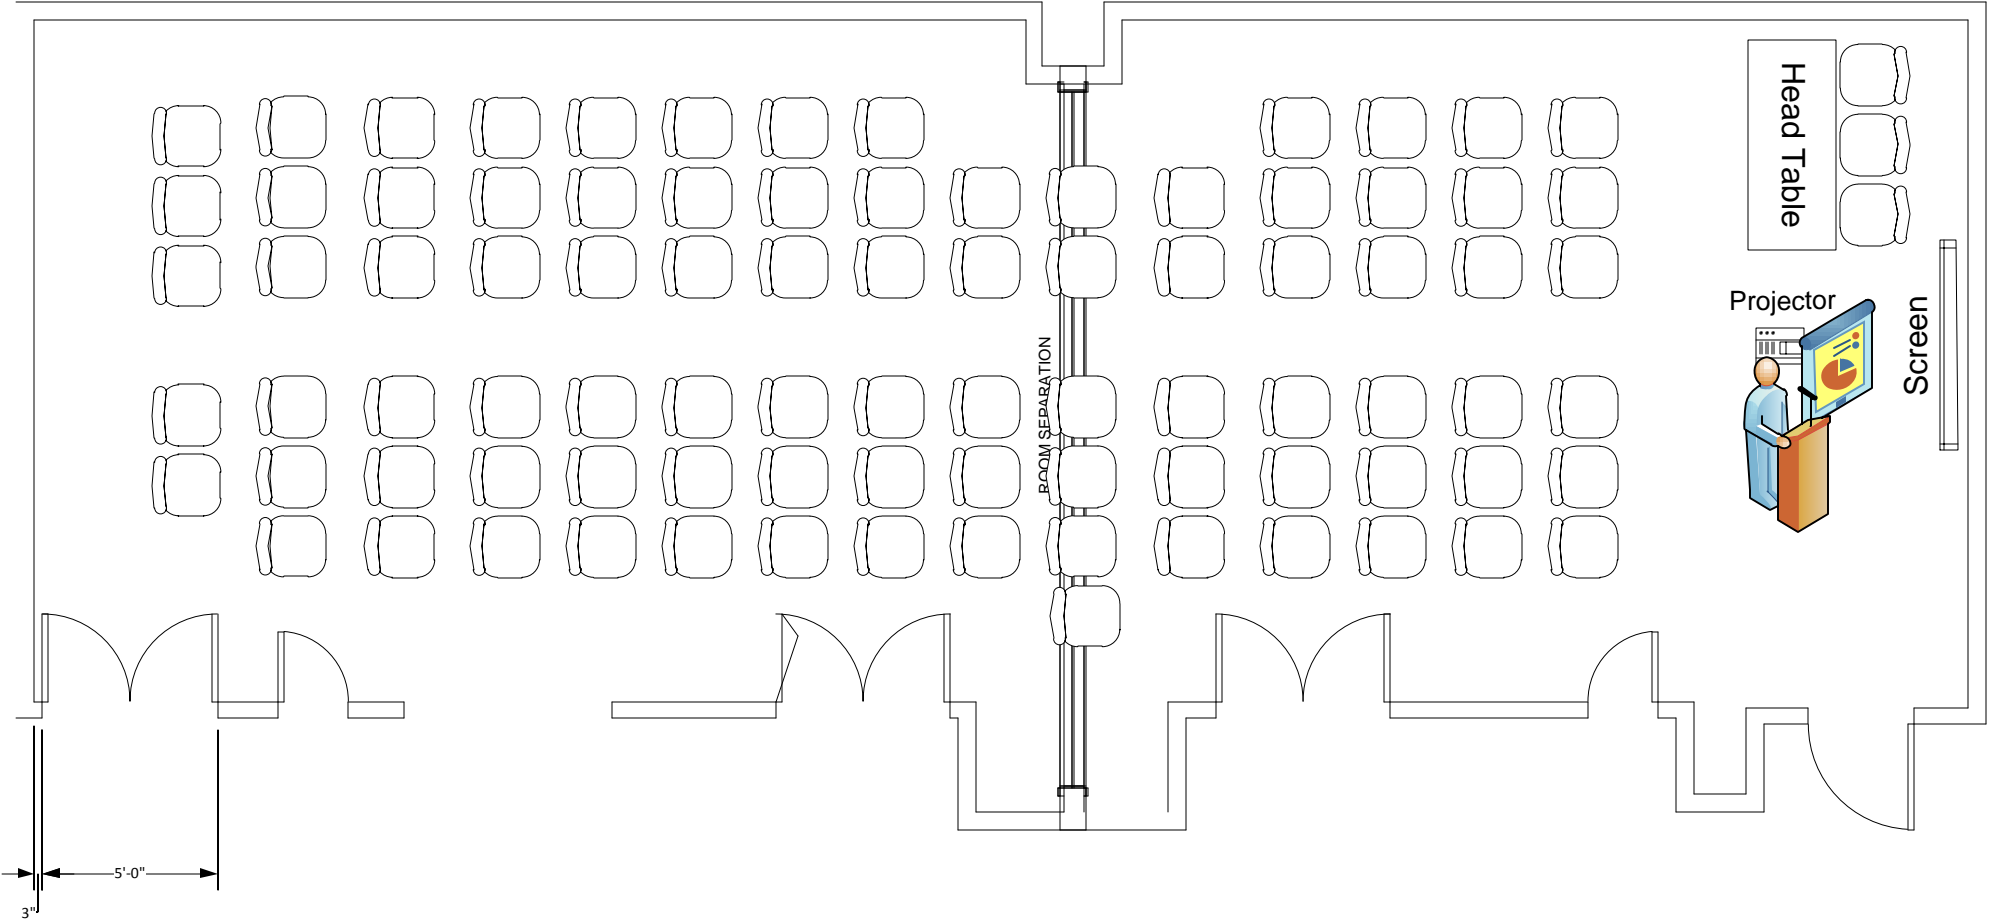 Head Table
Projector
Screen
ROOM SEPARATION
5'-0"
3"